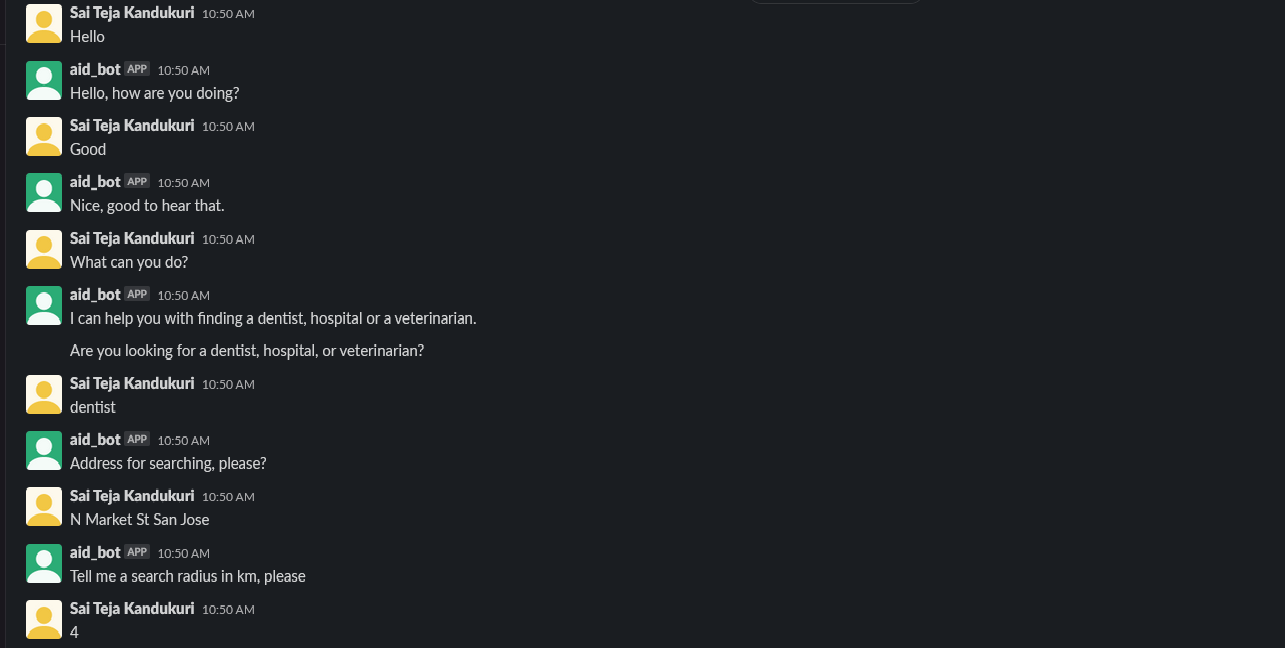 Sai Teja Kandukuri 10:50 AM
Hello
aid_bot APP 10:50 AM
Hello, how are you doing?
Sai Teja Kandukuri 10:50 AM
Good
aid_bot APP 10:50 AM
Nice, good to hear that.
Sai Teja Kandukuri 10:50 AM
What can you do?
aid_bot APP 10:50 AM
I can help you with finding a dentist, hospital or a veterinarian.
Are you looking for a dentist, hospital, or veterinarian?
Sai Teja Kandukuri 10:50 AM
dentist
aid_bot APP 10:50 AM
Address for searching, please?
Sai Teja Kandukuri 10:50 AM
N Market St San Jose
aid_bot APP 10:50 AM
Tell me a search radius in km, please
Sai Teja Kandukuri 10:50 AM
4